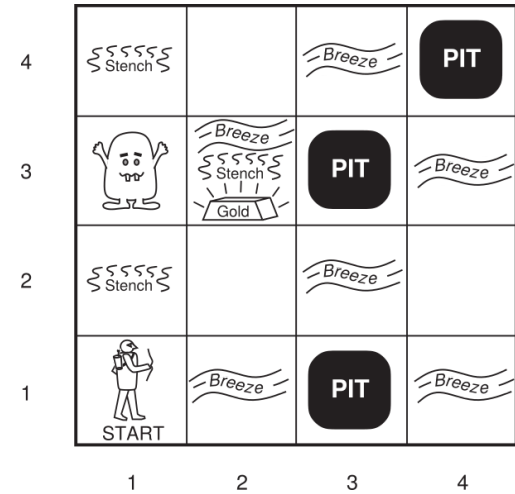 4 Stench Breeze PIT
Breeze
3 Stench PIT Breeze
Gold
2 Stench Breeze
1 Breeze PIT Breeze
START
1 2 3 4